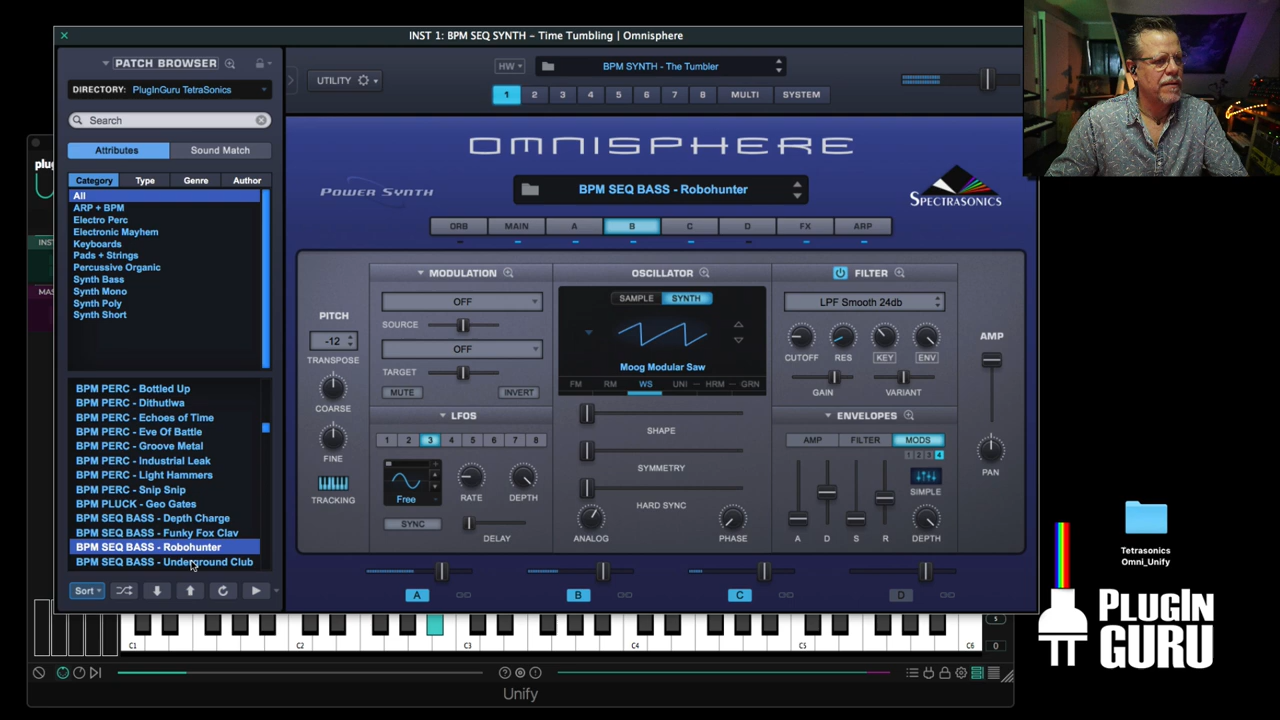 INST 1: BPM SEQ SYNTH - Time Tumbling | Omnisphere
PATCH BROWSER
DIRECTORY: PlugInGuru TetraSonics
Search
Attributes
Sound Match
Category
Type
Genre
Author
All
ARP + BPM
Electro Perc
Electronic Mayhem
Keyboards
Pads + Strings
Percussive Organic
Synth Bass
Synth Mono
Synth Poly
Synth Short
BPM PERC - Bottled Up
BPM PERC - Dithutlwa
BPM PERC - Echoes of Time
BPM PERC - Eve Of Battle
BPM PERC - Groove Metal
BPM PERC - Industrial Leak
BPM PERC - Light Hammers
BPM PERC - Snip Snip
BPM PLUCK - Geo Gates
BPM SEQ BASS - Depth Charge
BPM SEQ BASS - Funky Fox Clav
BPM SEQ BASS - Robohunter
BPM SEQ BASS - Underground Club
Sort
UTILITY
HW
BPM SYNTH - The Tumbler
1 2 3 4 5 6 7 8 MULTI SYSTEM
OMNISPHERE
POWER SYNTH
BPM SEQ BASS - Robohunter
SPECTRASONICS
ORB MAIN A B C D FX ARP
PITCH
-12
TRANSPOSE
COARSE
FINE
TRACKING
MODULATION
OFF
SOURCE
OFF
TARGET
MUTE
INVERT
LFOS
1 2 3 4 5 6 7 8
Free
RATE
DEPTH
SYNC
DELAY
OSCILLATOR
SAMPLE
SYNTH
Moog Modular Saw
FM RM WS UNI HRM GRN
SHAPE
SYMMETRY
HARD SYNC
ANALOG
PHASE
FILTER
LPF Smooth 24db
CUTOFF
RES
KEY
ENV
GAIN
VARIANT
ENVELOPES
AMP
FILTER
MODS
1 2 3 4
SIMPLE
A D S R
DEPTH
AMP
PAN
A
B
C
D
plug
INST
MAS
C1 C2 C3 C4 C5 C6
Unify
Tetrasonics
Omni_Unify
PLUGIN
GURU